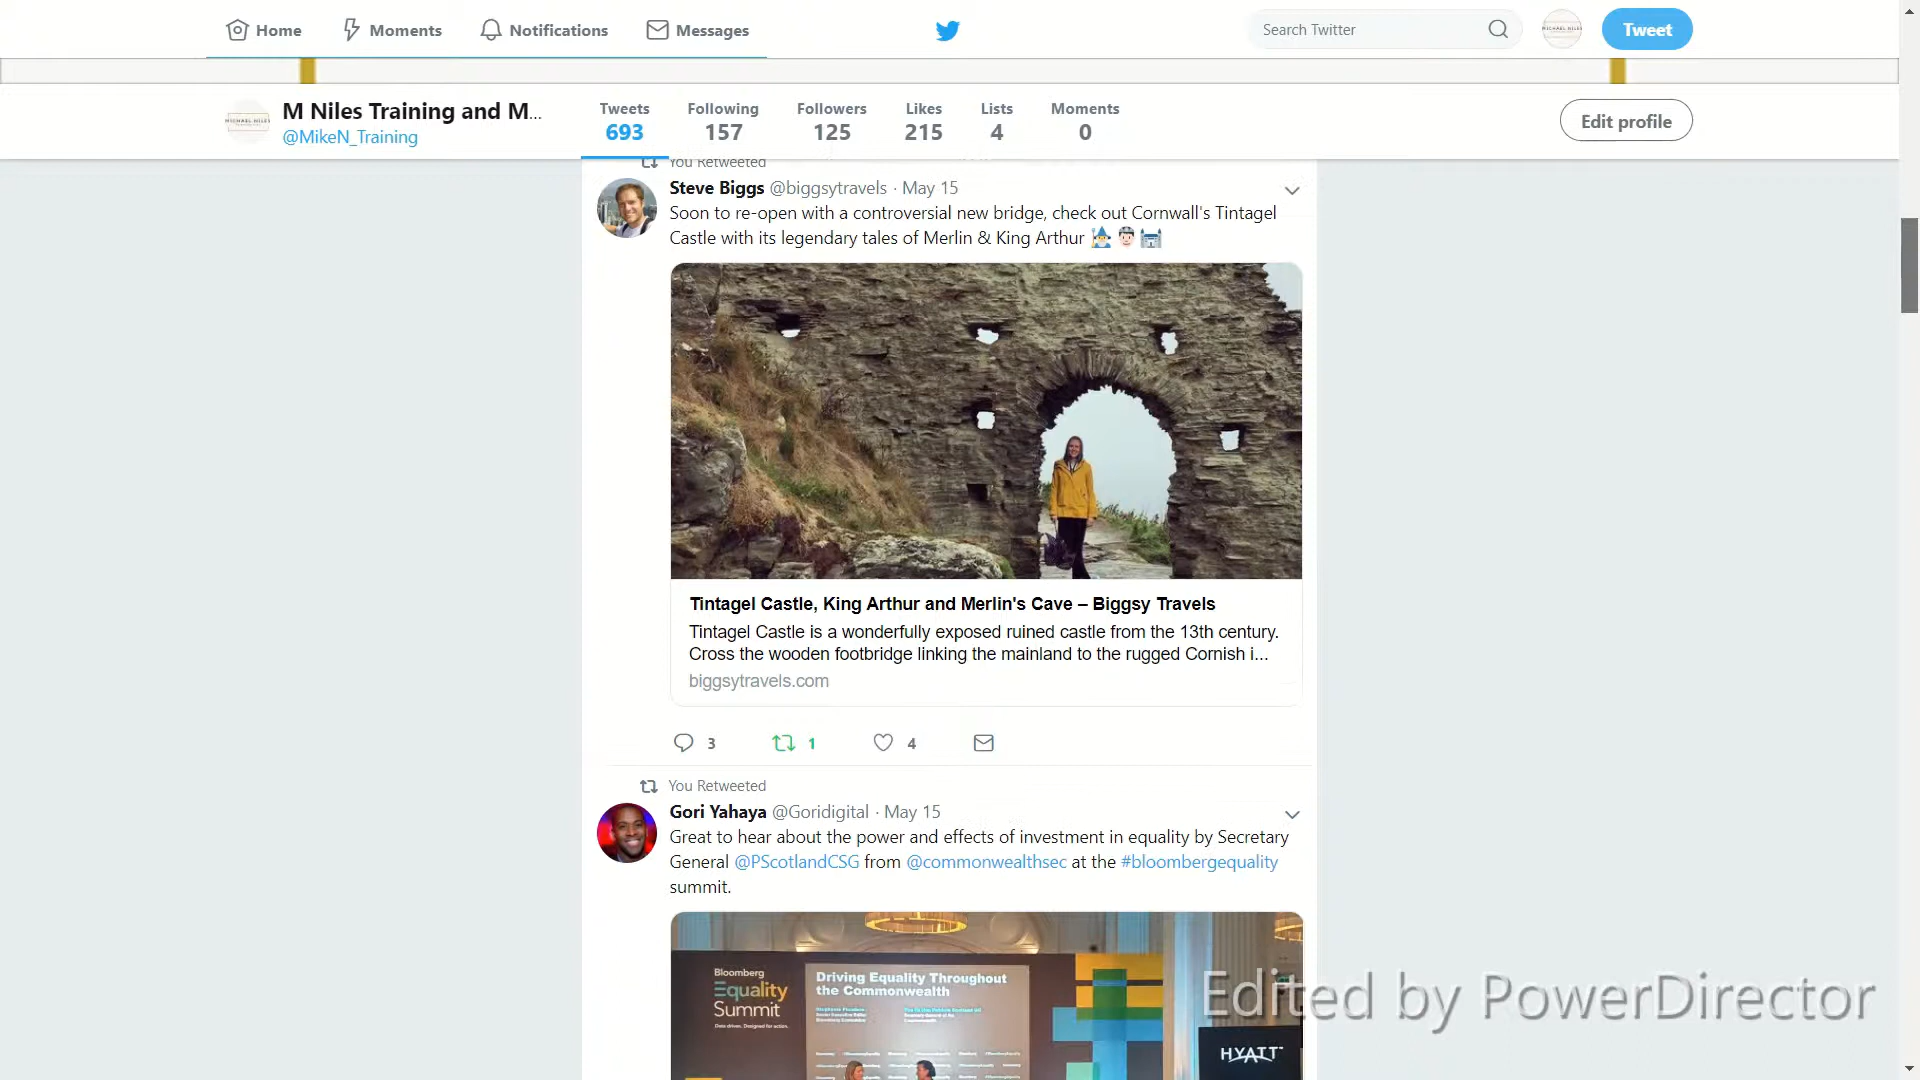 Home
Moments
Notifications
Messages
Search Twitter
Tweet
M Niles Training and M...
@MikeN_Training
Tweets
693
Following
157
Followers
125
Likes
215
Lists
4
Moments
0
Edit profile
You Retweeted
Steve Biggs @biggsytravels · May 15
Soon to re-open with a controversial new bridge, check out Cornwall's Tintagel
Castle with its legendary tales of Merlin & King Arthur
Tintagel Castle, King Arthur and Merlin's Cave – Biggsy Travels
Tintagel Castle is a wonderfully exposed ruined castle from the 13th century.
Cross the wooden footbridge linking the mainland to the rugged Cornish i...
biggsytravels.com
3
1
4
You Retweeted
Gori Yahaya @Goridigital · May 15
Great to hear about the power and effects of investment in equality by Secretary
General @PScotlandCSG from @commonwealthsec at the #bloombergequality
summit.
Bloomberg
Equality
Summit
Data driven. Designed for action.
Driving Equality Throughout
the Commonwealth
HYATT
Edited by PowerDirector